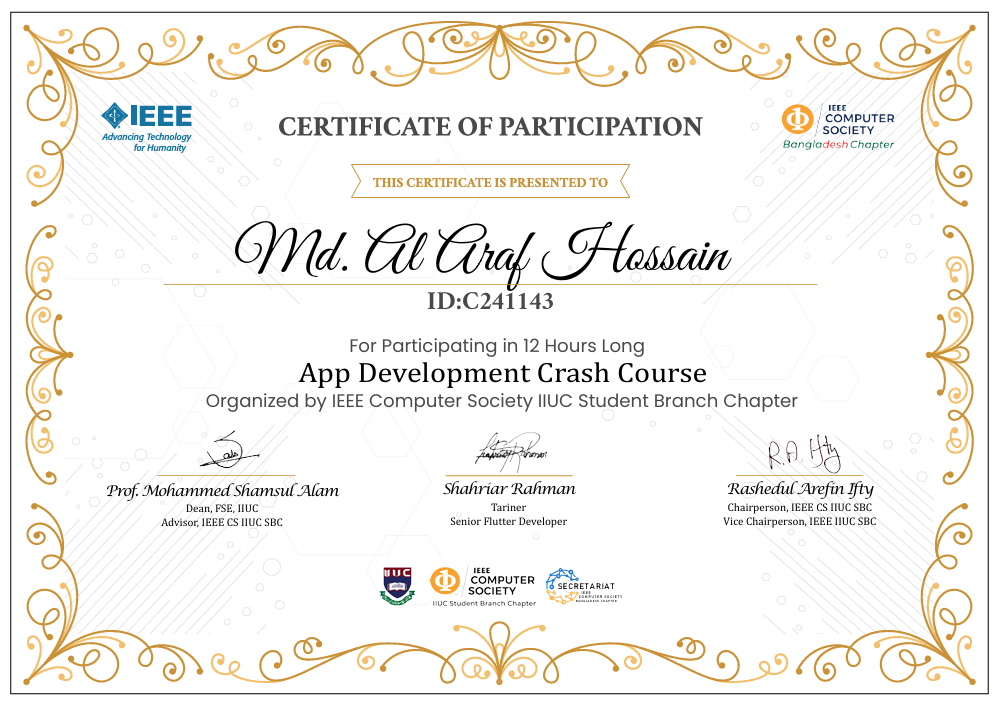 IEEE
Advancing Technology
for Humanity
IEEE
COMPUTER
SOCIETY
Bangladesh Chapter
CERTIFICATE OF PARTICIPATION
THIS CERTIFICATE IS PRESENTED TO
Md. Al Araf Hossain
ID:C241143
For Participating in 12 Hours Long
App Development Crash Course
Organized by IEEE Computer Society IIUC Student Branch Chapter
R.A. Ifty
Prof. Mohammed Shamsul Alam
Dean, FSE, IIUC
Advisor, IEEE CS IIUC SBC
Shahriar Rahman
Tariner
Senior Flutter Developer
Rashedul Arefin Ifty
Chairperson, IEEE CS IIUC SBC
Vice Chairperson, IEEE IIUC SBC
IIUC
IEEE
COMPUTER
SOCIETY
IIUC Student Branch Chapter
SECRETARIAT
IEEE
COMPUTER SOCIETY
BANGLADESH CHAPTER